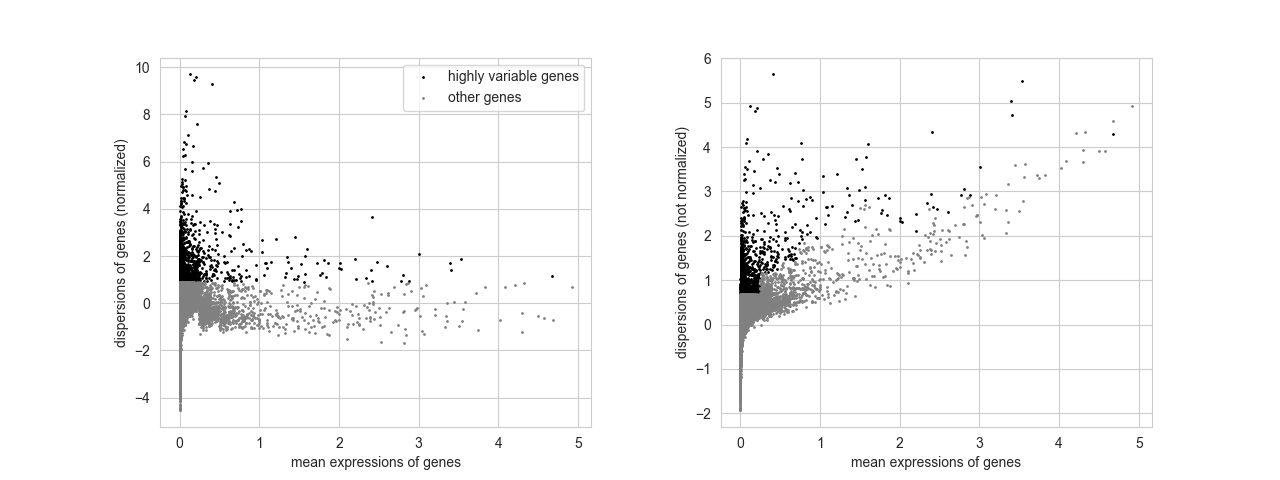 10
8
6
4
2
0
−2
−4
dispersions of genes (normalized)
highly variable genes
other genes
0 1 2 3 4 5
mean expressions of genes
6
5
4
3
2
1
0
−1
−2
dispersions of genes (not normalized)
0 1 2 3 4 5
mean expressions of genes